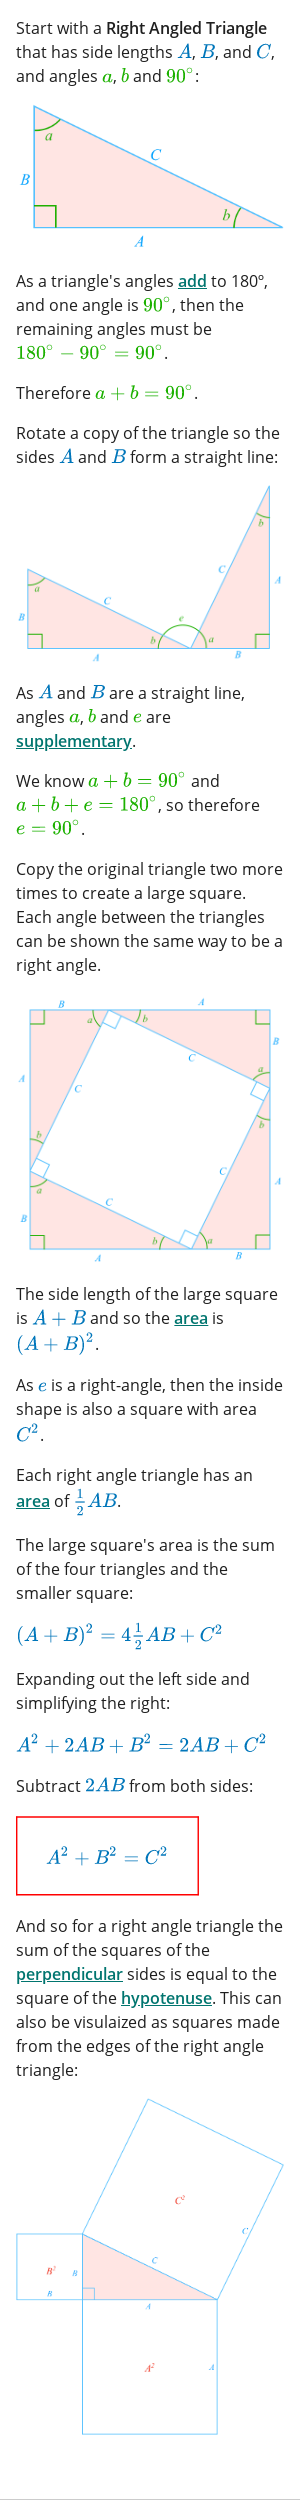 Start with a Right Angled Triangle
that has side lengths A, B, and C,
and angles a, b and 90°:
a
C
B
b
A
As a triangle's angles add to 180º,
and one angle is 90°, then the
remaining angles must be
180° − 90° = 90°.
Therefore a + b = 90°.
Rotate a copy of the triangle so the
sides A and B form a straight line:
b
C
A
a
C
B
e
b
a
A
B
As A and B are a straight line,
angles a, b and e are
supplementary.
We know a + b = 90° and
a + b + e = 180°, so therefore
e = 90°.
Copy the original triangle two more
times to create a large square.
Each angle between the triangles
can be shown the same way to be a
right angle.
B
A
a
b
B
C
a
A
C
b
b
C
A
a
C
B
b
a
A
B
The side length of the large square
is A + B and so the area is
(A + B)².
As e is a right-angle, then the inside
shape is also a square with area
C².
Each right angle triangle has an
area of ½AB.
The large square's area is the sum
of the four triangles and the
smaller square:
(A + B)² = 4½AB + C²
Expanding out the left side and
simplifying the right:
A² + 2AB + B² = 2AB + C²
Subtract 2AB from both sides:
A² + B² = C²
And so for a right angle triangle the
sum of the squares of the
perpendicular sides is equal to the
square of the hypotenuse. This can
also be visulaized as squares made
from the edges of the right angle
triangle:
C²
C
C
B²
B
B
A
A²
A